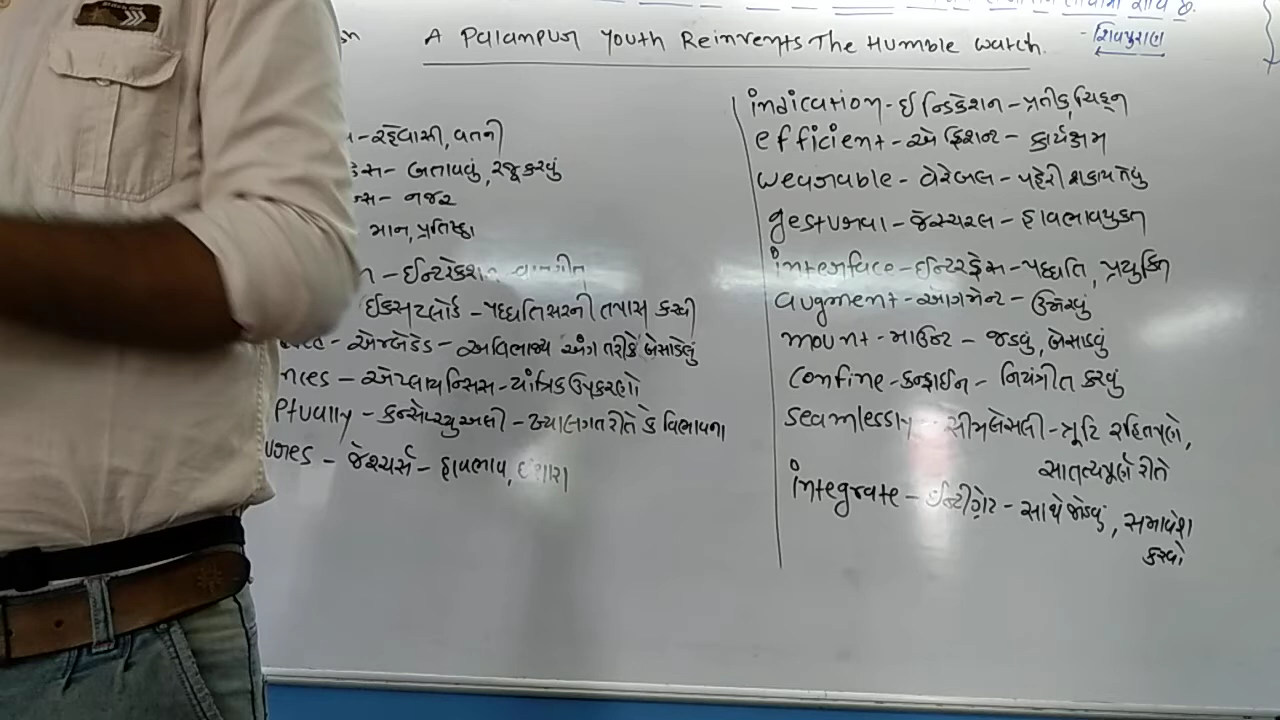 A Palanpur Youth Reinvents The Humble Watch.
- શિવપુરાણ
- રહેવાસી, વતની
- બતાવવું, રજૂ કરવું
- નજર
માન, પ્રતિષ્ઠા
- ઈન્ટરેક્શન - વાતચીત
ઈક્સપ્લોર્ડ - પદ્ધતિસરની તપાસ કરવી
- એમ્બેડેડ - અવિભાજ્ય અંગ તરીકે બેસાડેલું
nces - એપ્લાયન્સિસ - યાંત્રિક ઉપકરણો
ptually - કન્સેપ્ચ્યુઅલી - ખ્યાલગત રીતે કે વિભાવના
ures - જેશ્ચર્સ - હાવભાવ, ઈશારા
indication - ઈન્ડિકેશન - પ્રતીક, ચિહ્ન
efficient - એફિશન્ટ - કાર્યક્ષમ
wearable - વેરેબલ - પહેરી શકાય તેવું
gestural - જેસ્ચરલ - હાવભાવયુક્ત
interface - ઈન્ટરફેસ - પદ્ધતિ, પ્રયુક્તિ
augment - ઑગમેન્ટ - ઉમેરવું
mount - માઉન્ટ - જડવું, બેસાડવું
confine - કન્ફાઈન - નિયંત્રીત કરવું
seamlessly - સીમલેસલી - ત્રૂટિ રહિતપણે,
સાતત્યપૂર્ણ રીતે
integrate - ઈન્ટીગ્રેટ - સાથે જોડવું, સમાવેશ
કરવો